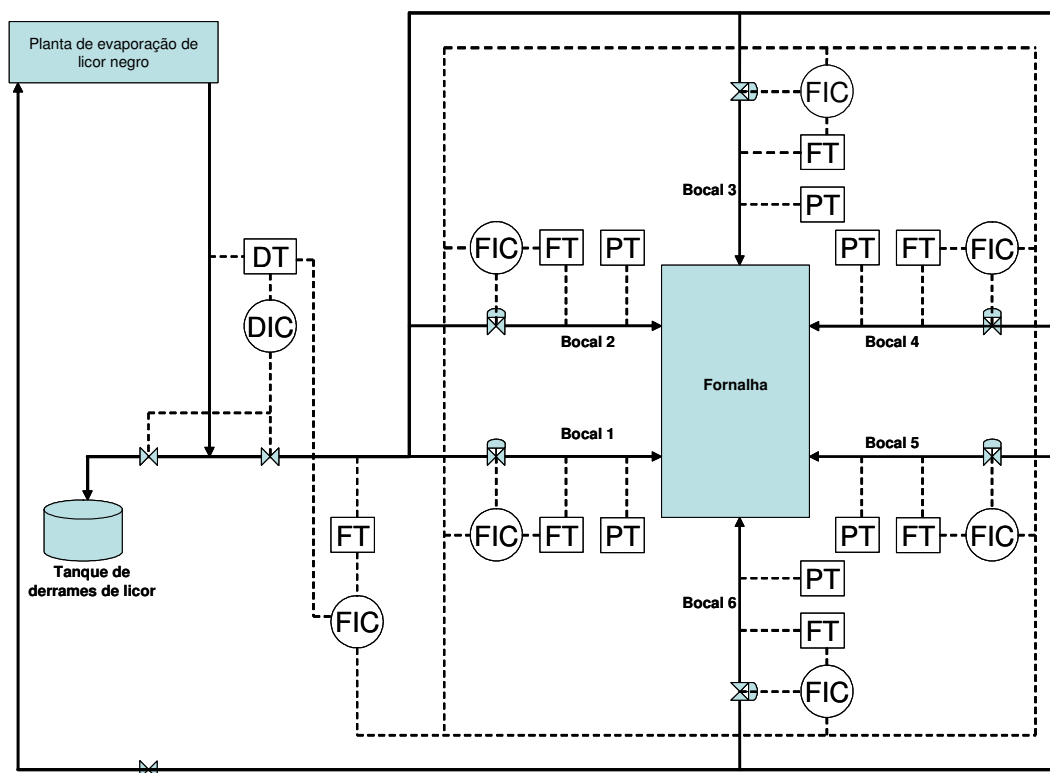 Planta de evaporação de
licor negro
FIC
FT
Bocal 3
PT
FIC
FT
PT
PT
FT
FIC
DT
DIC
Bocal 2
Bocal 4
Fornalha
Bocal 1
Bocal 5
FT
FIC
FT
PT
PT
FT
FIC
Tanque de
derrames de licor
PT
Bocal 6
FIC
FT
FIC